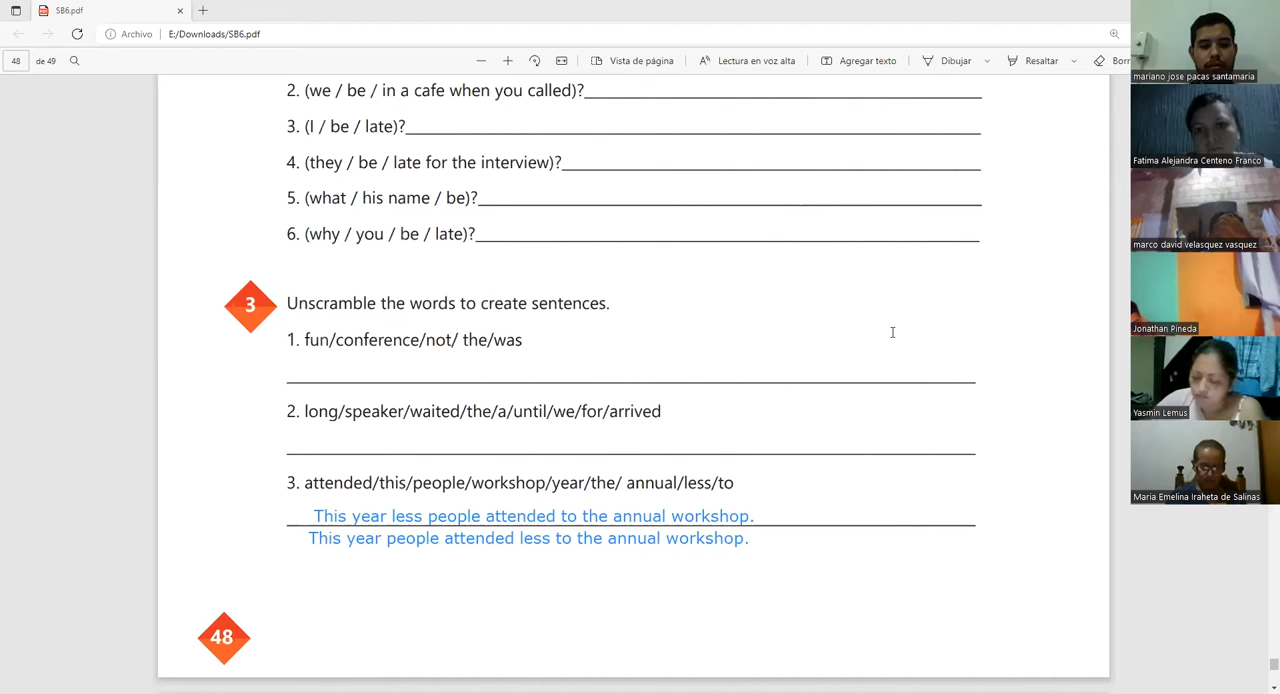 SB6.pdf
Archivo E:/Downloads/SB6.pdf
48 de 49 Vista de página Lectura en voz alta Agregar texto Dibujar Resaltar Borr
2. (we / be / in a cafe when you called)?
3. (I / be / late)?
4. (they / be / late for the interview)?
5. (what / his name / be)?
6. (why / you / be / late)?
3 Unscramble the words to create sentences.
1. fun/conference/not/ the/was
2. long/speaker/waited/the/a/until/we/for/arrived
3. attended/this/people/workshop/year/the/ annual/less/to
This year less people attended to the annual workshop.
This year people attended less to the annual workshop.
48
mariano jose pacas santamaria
Fatima Alejandra Centeno Franco
marco david velasquez vasquez
Jonathan Pineda
Yasmin Lemus
Maria Emelina Iraheta de Salinas